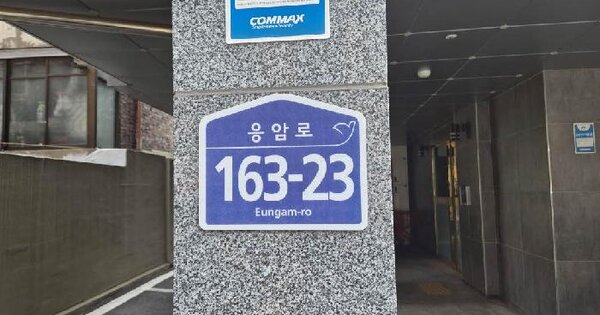 COMMAX
응암로
163-23
Eungam-ro